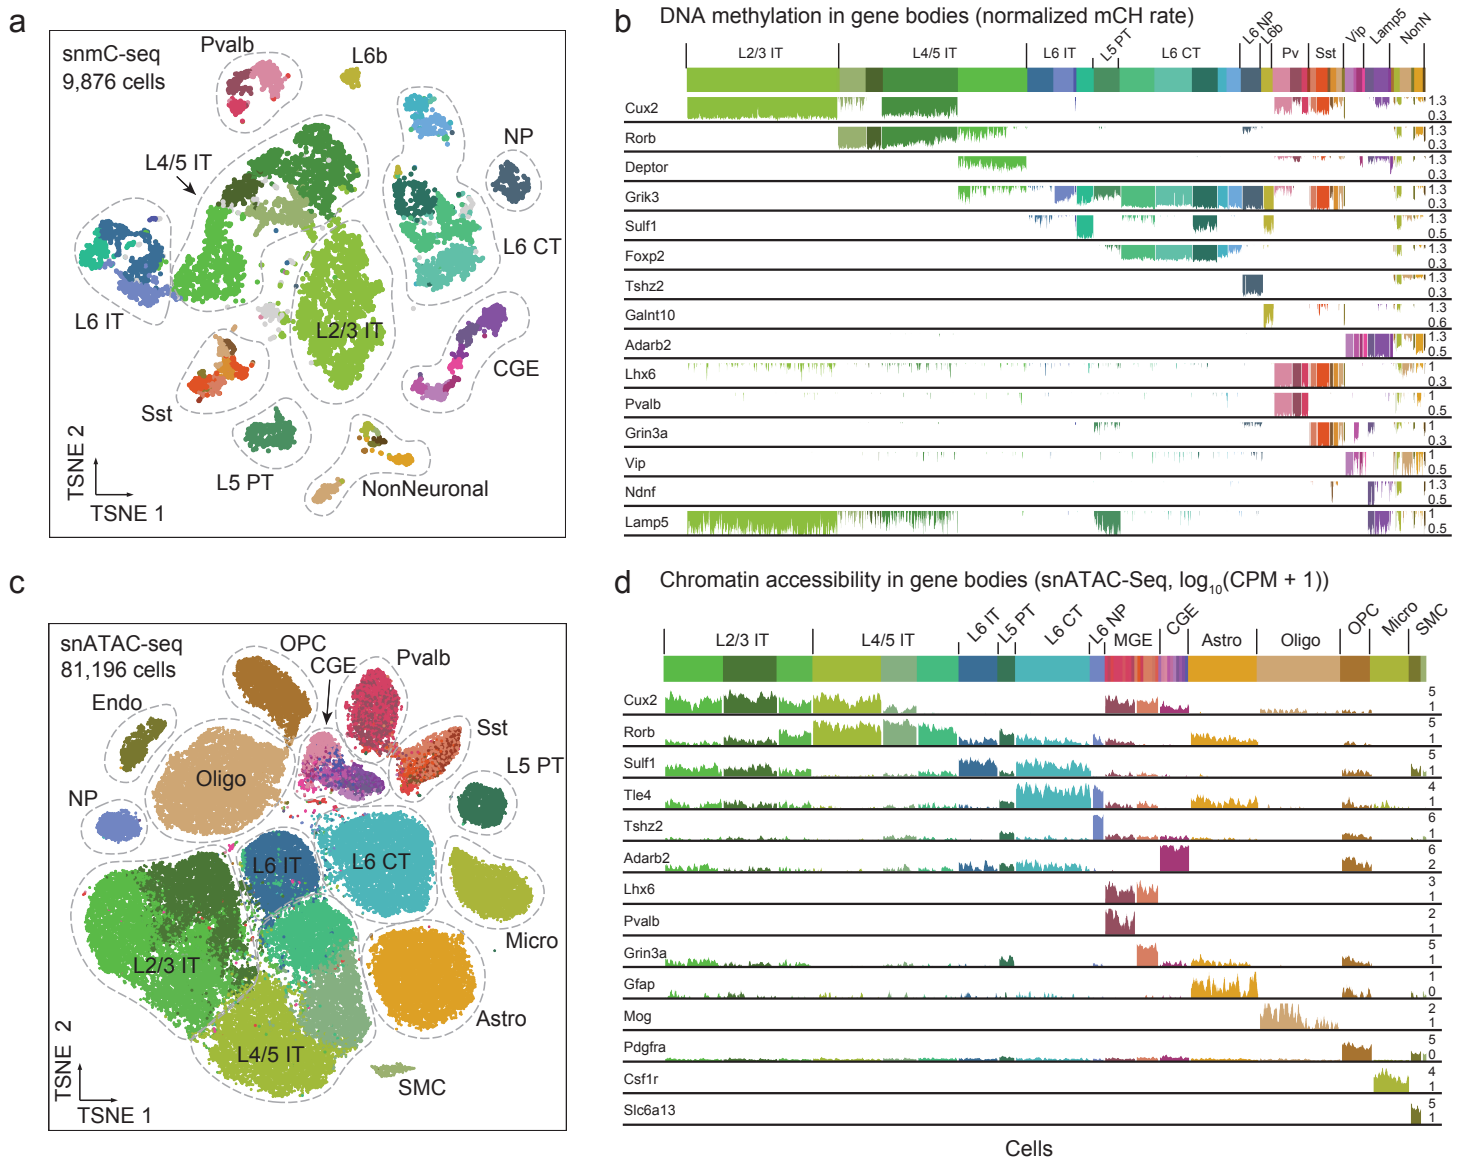 a
snmC-seq
9,876 cells
Pvalb
L6b
NP
L4/5 IT
L6 CT
L6 IT
L2/3 IT
CGE
Sst
L5 PT
NonNeuronal
TSNE 2
TSNE 1
b
DNA methylation in gene bodies (normalized mCH rate)
L2/3 IT
L4/5 IT
L6 IT
L5 PT
L6 CT
L6 NP
L6b
Pv
Sst
Vip
Lamp5
NonN
Cux2
1.3
0.3
Rorb
1.3
0.3
Deptor
1.3
0.3
Grik3
1.3
0.3
Sulf1
1.3
0.5
Foxp2
1.3
0.3
Tshz2
1.3
0.3
Galnt10
1.3
0.6
Adarb2
1.3
0.5
Lhx6
1
0.3
Pvalb
1
0.5
Grin3a
1
0.3
Vip
1
0.5
Ndnf
1.3
0.5
Lamp5
1
0.5
c
snATAC-seq
81,196 cells
OPC
CGE
Pvalb
Endo
Sst
Oligo
L5 PT
NP
L6 IT
L6 CT
Micro
L2/3 IT
Astro
L4/5 IT
SMC
TSNE 2
TSNE 1
d
Chromatin accessibility in gene bodies (snATAC-Seq, log10(CPM + 1))
L2/3 IT
L4/5 IT
L6 IT
L5 PT
L6 CT
L6 NP
MGE
CGE
Astro
Oligo
OPC
Micro
SMC
Cux2
5
1
Rorb
5
1
Sulf1
5
1
Tle4
4
1
Tshz2
6
1
Adarb2
6
2
Lhx6
3
1
Pvalb
2
1
Grin3a
5
1
Gfap
1
0
Mog
2
1
Pdgfra
5
0
Csf1r
4
1
Slc6a13
5
1
Cells